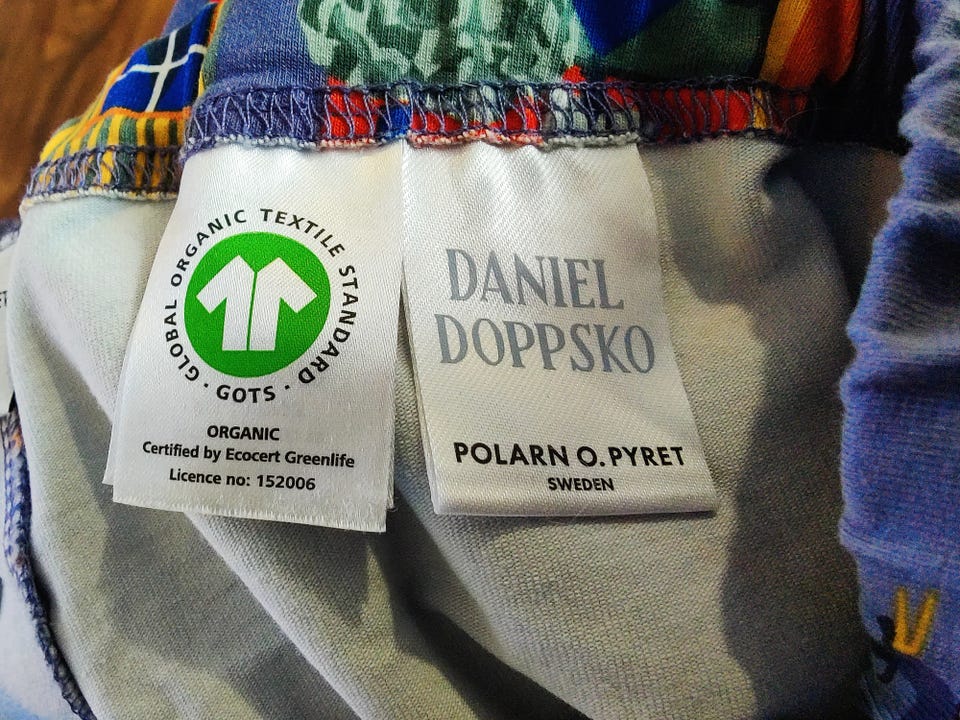 GLOBAL ORGANIC TEXTILE STANDARD · GOTS ·
ORGANIC
Certified by Ecocert Greenlife
Licence no: 152006
DANIEL
DOPPSKO
POLARN O. PYRET
SWEDEN